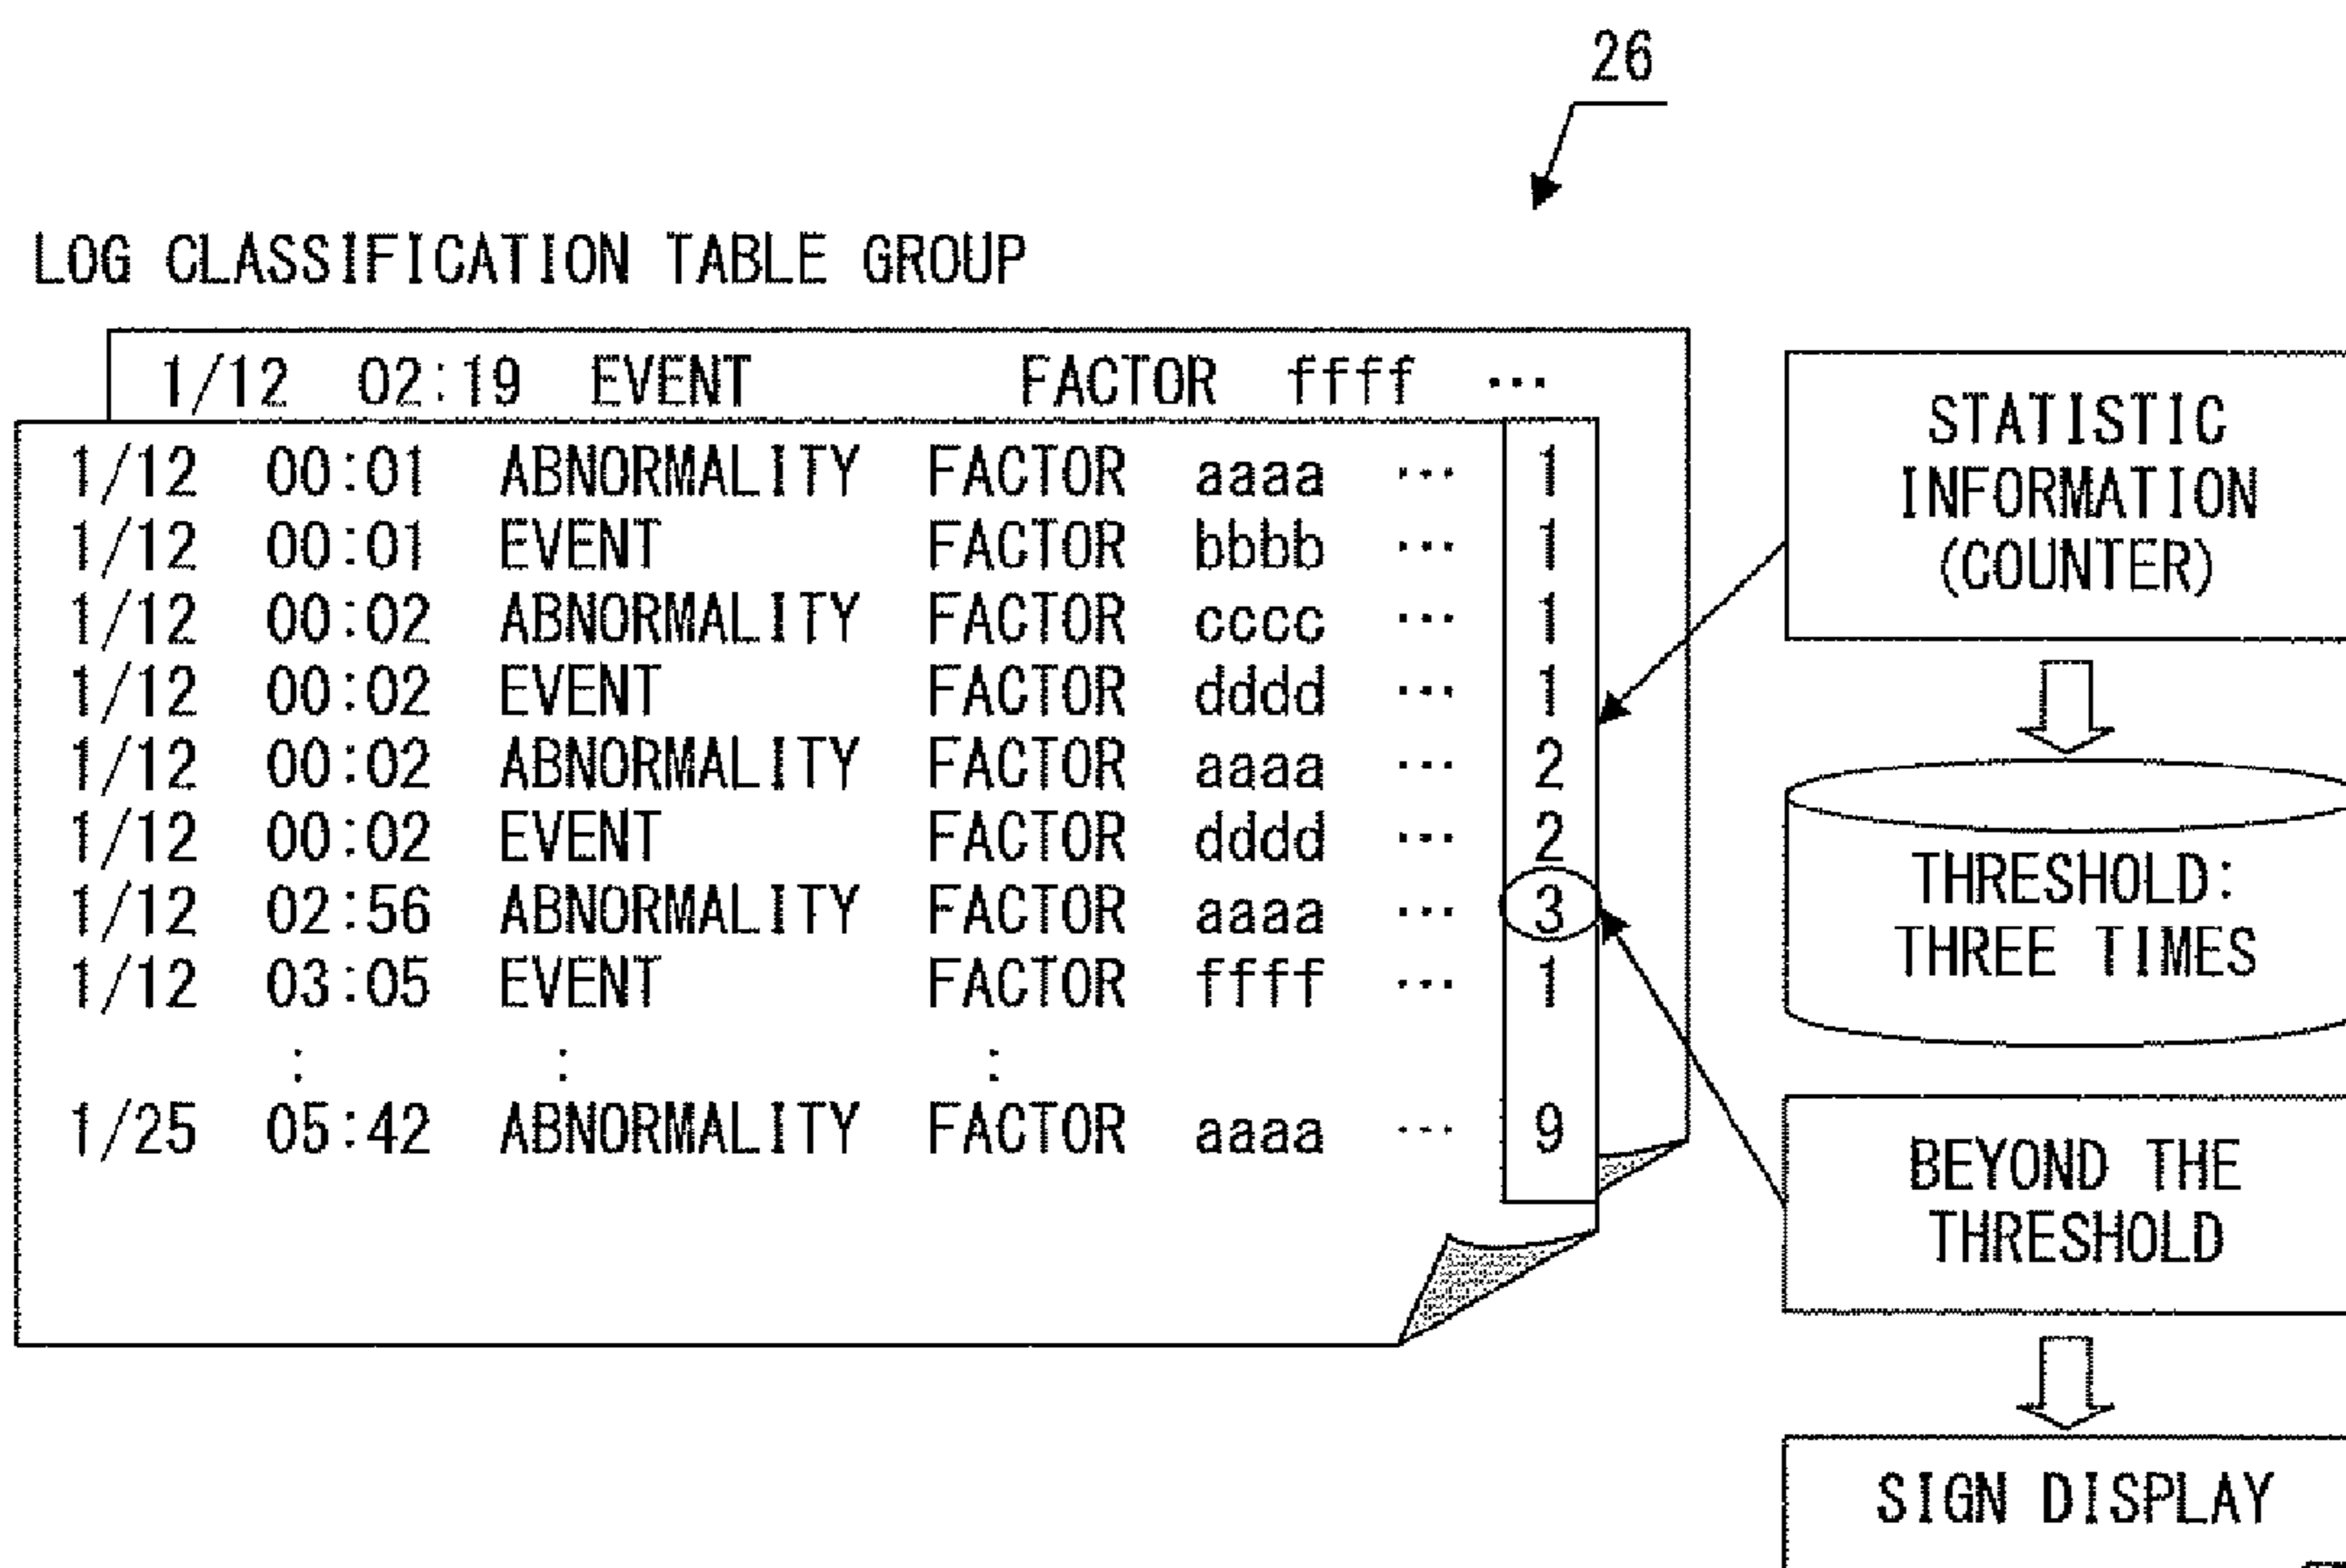 26
LOG CLASSIFICATION TABLE GROUP
1/12 02:19 EVENT FACTOR ffff ...
1/12 00:01 ABNORMALITY FACTOR aaaa ... 1
1/12 00:01 EVENT FACTOR bbbb ... 1
1/12 00:02 ABNORMALITY FACTOR cccc ... 1
1/12 00:02 EVENT FACTOR dddd ... 1
1/12 00:02 ABNORMALITY FACTOR aaaa ... 2
1/12 00:02 EVENT FACTOR dddd ... 2
1/12 02:56 ABNORMALITY FACTOR aaaa ... 3
1/12 03:05 EVENT FACTOR ffff ... 1
: : :
1/25 05:42 ABNORMALITY FACTOR aaaa ... 9
STATISTIC
INFORMATION
(COUNTER)
THRESHOLD:
THREE TIMES
BEYOND THE
THRESHOLD
SIGN DISPLAY